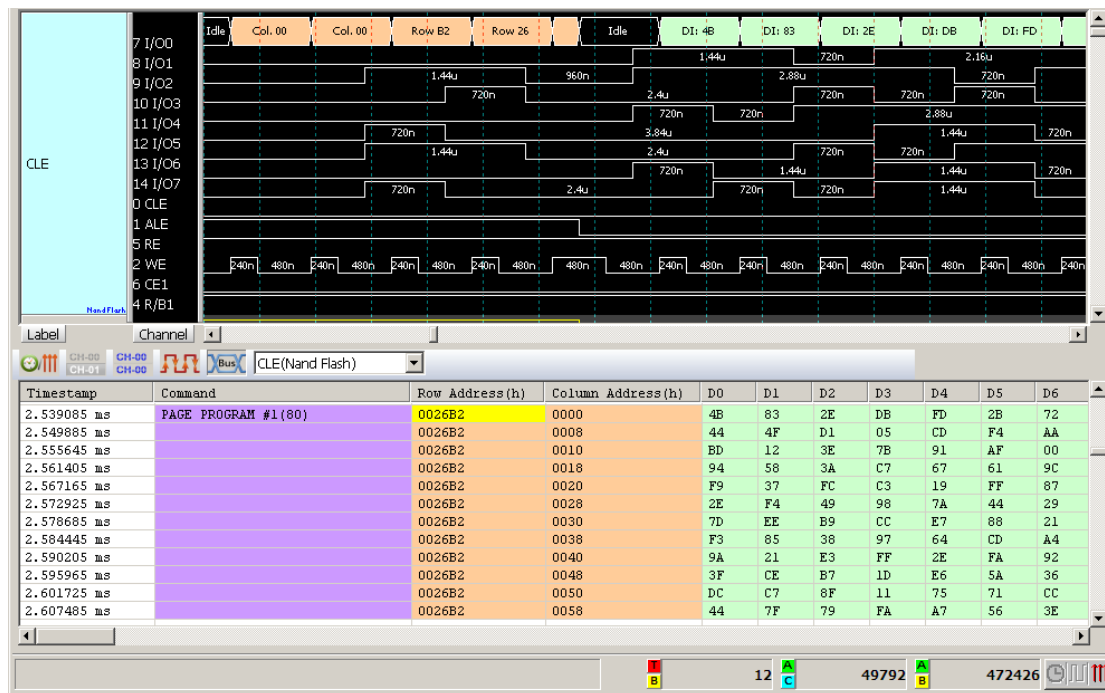 Idle Col. 00 Col. 00 Row B2 Row 26 Idle DI: 4B DI: 83 DI: 2E DI: DB DI: FD
7 I/O0
1.44u 720n 2.16u
8 I/O1
1.44u 960n 2.88u 720n
9 I/O2
720n 2.4u 720n 720n 720n
10 I/O3
720n 720n 2.88u
11 I/O4
720n 3.84u 1.44u 720n
12 I/O5
1.44u 2.4u 720n 720n
CLE
13 I/O6
720n 1.44u 1.44u 720n
14 I/O7
720n 2.4u 720n 720n 1.44u
0 CLE
1 ALE
5 RE
2 WE
240n 480n 240n 480n 240n 480n 240n 480n 480n 480n 240n 480n 240n 480n 240n 480n 240n 480n 240n 480n 240n
6 CE1
4 R/B1
Nand Flash
Label Channel
CH-00 CH-01 CH-00 CH-00 Bus CLE(Nand Flash)
Timestamp Command Row Address(h) Column Address(h) D0 D1 D2 D3 D4 D5 D6
2.539085 ms PAGE PROGRAM #1(80) 0026B2 0000 4B 83 2E DB FD 2B 72
2.549885 ms 0026B2 0008 44 4F D1 05 CD F4 AA
2.555645 ms 0026B2 0010 BD 12 3E 7B 91 AF 00
2.561405 ms 0026B2 0018 94 58 3A C7 67 61 9C
2.567165 ms 0026B2 0020 F9 37 FC C3 19 FF 87
2.572925 ms 0026B2 0028 2E F4 49 98 7A 44 29
2.578685 ms 0026B2 0030 7D EE B9 CC E7 88 21
2.584445 ms 0026B2 0038 F3 85 38 97 64 CD A4
2.590205 ms 0026B2 0040 9A 21 E3 FF 2E FA 92
2.595965 ms 0026B2 0048 3F CE B7 1D E6 5A 36
2.601725 ms 0026B2 0050 DC C7 8F 11 75 71 CC
2.607485 ms 0026B2 0058 44 7F 79 FA A7 56 3E
T B 12 A C 49792 A B 472426